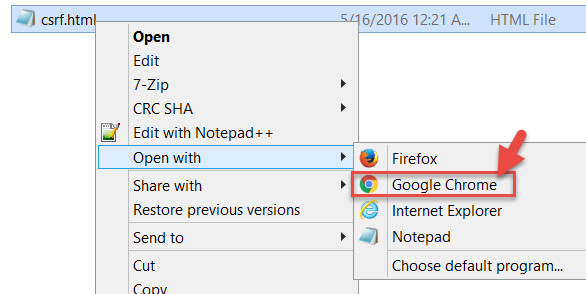 csrf.html 5/16/2016 12:21 A... HTML File
Open
Edit
7-Zip
CRC SHA
Edit with Notepad++
Open with
Share with
Restore previous versions
Send to
Cut
Copy
Firefox
Google Chrome
Internet Explorer
Notepad
Choose default program...